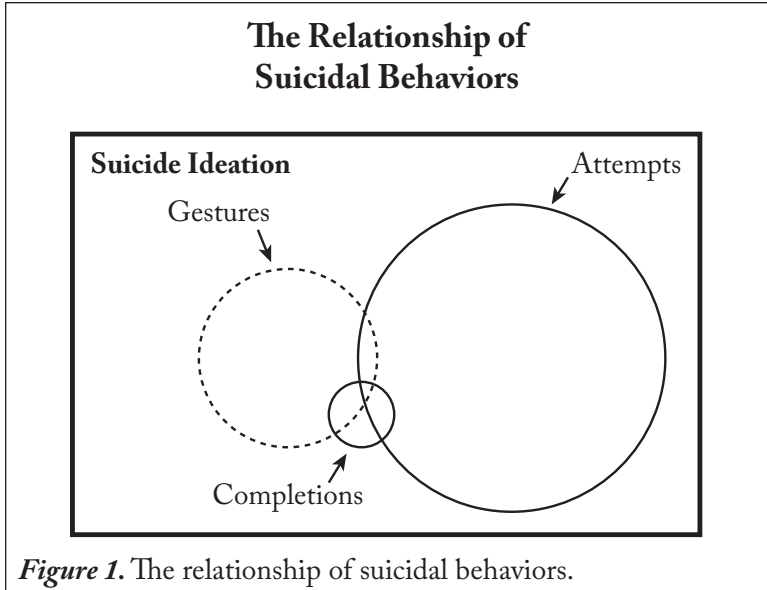 The Relationship of
Suicidal Behaviors
Suicide Ideation
Attempts
Gestures
Completions
Figure 1. The relationship of suicidal behaviors.